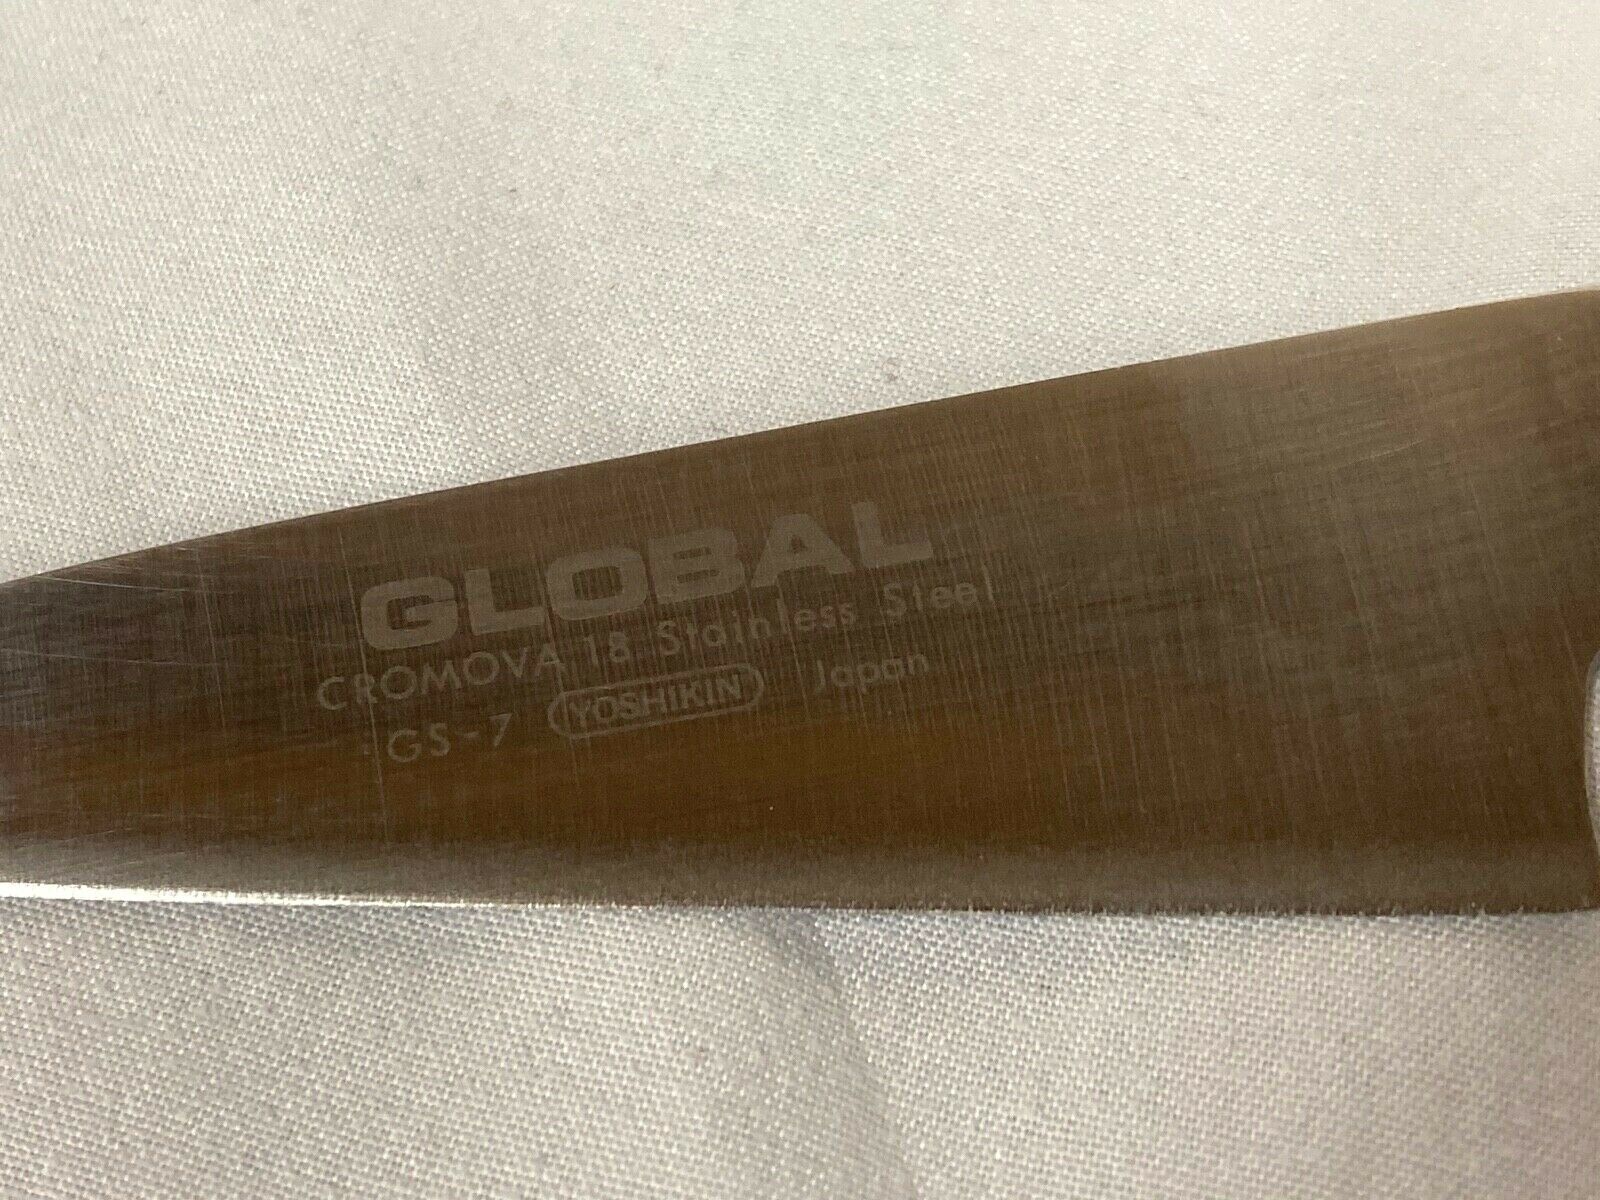 GLOBAL
CROMOVA 18 Stainless Steel
GS-7 YOSHIKIN Japan